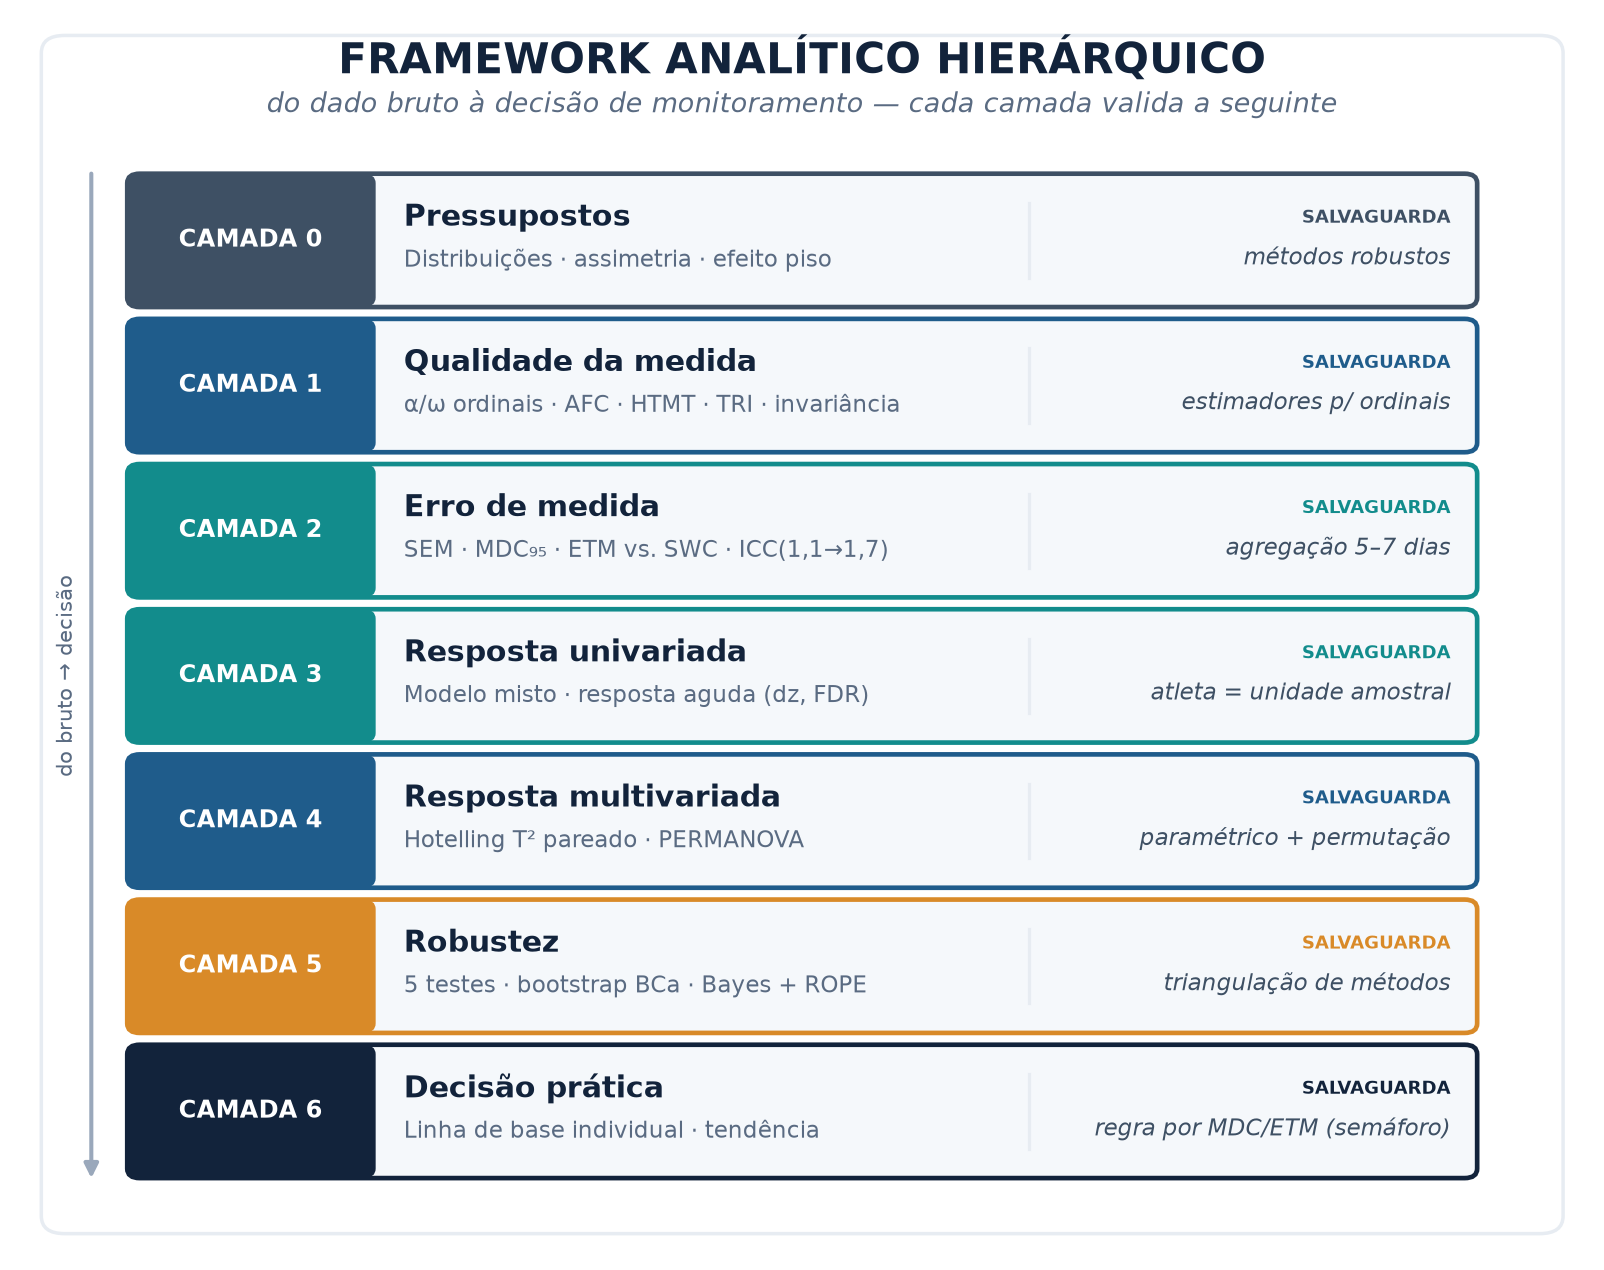 FRAMEWORK ANALÍTICO HIERÁRQUICO
do dado bruto à decisão de monitoramento — cada camada valida a seguinte
do bruto → decisão
CAMADA 0
Pressupostos
Distribuições · assimetria · efeito piso
SALVAGUARDA
métodos robustos
CAMADA 1
Qualidade da medida
α/ω ordinais · AFC · HTMT · TRI · invariância
SALVAGUARDA
estimadores p/ ordinais
CAMADA 2
Erro de medida
SEM · MDC₉₅ · ETM vs. SWC · ICC(1,1→1,7)
SALVAGUARDA
agregação 5–7 dias
CAMADA 3
Resposta univariada
Modelo misto · resposta aguda (dz, FDR)
SALVAGUARDA
atleta = unidade amostral
CAMADA 4
Resposta multivariada
Hotelling T² pareado · PERMANOVA
SALVAGUARDA
paramétrico + permutação
CAMADA 5
Robustez
5 testes · bootstrap BCa · Bayes + ROPE
SALVAGUARDA
triangulação de métodos
CAMADA 6
Decisão prática
Linha de base individual · tendência
SALVAGUARDA
regra por MDC/ETM (semáforo)